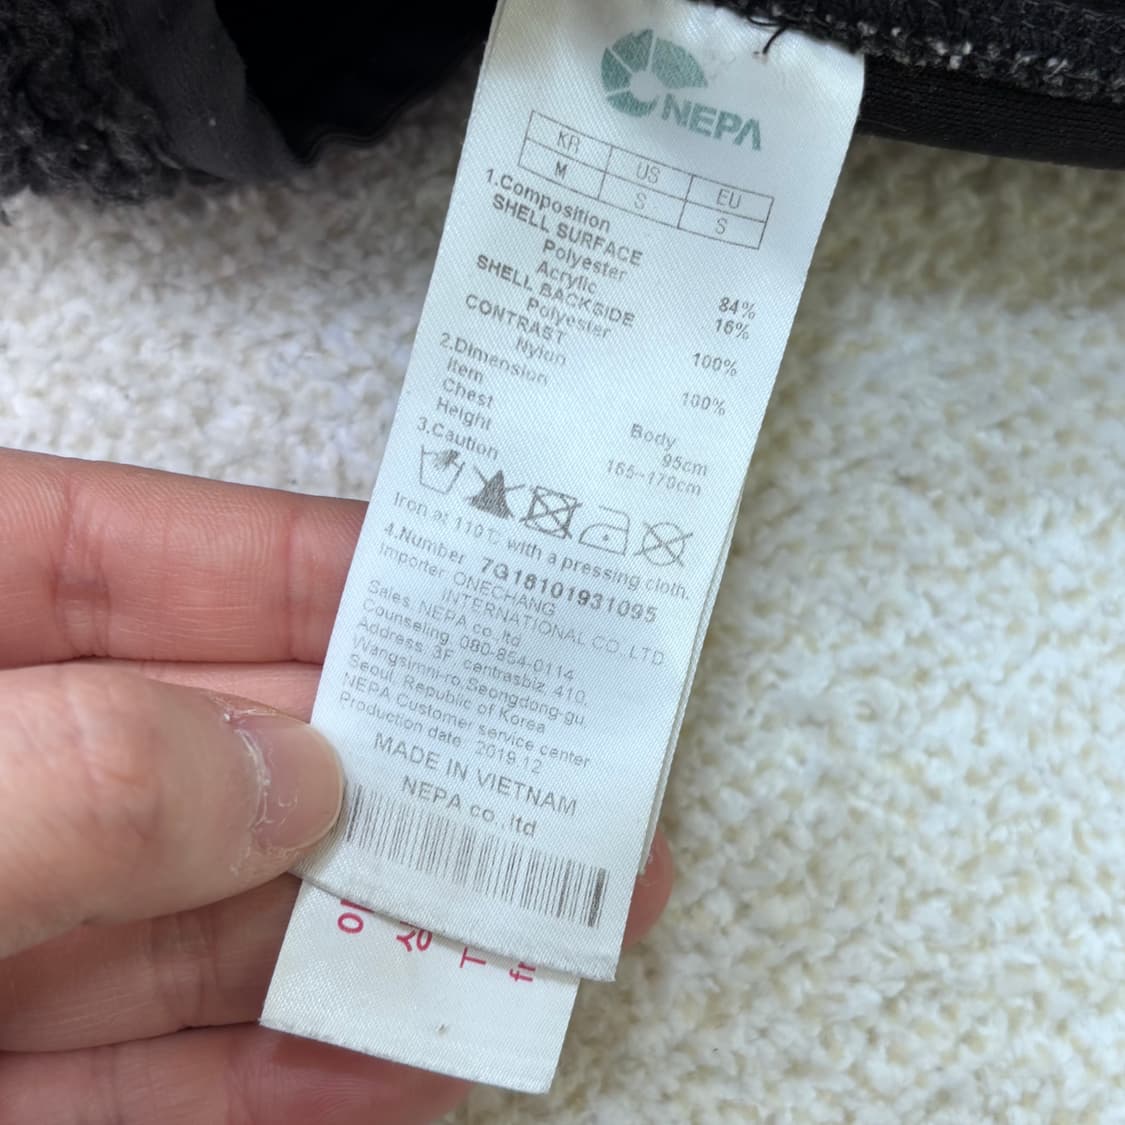 NEPA
KR US EU
M S S
1.Composition
SHELL SURFACE
Polyester 84%
Acrylic 16%
SHELL BACKSIDE
Polyester 100%
CONTRAST
Nylon 100%
2.Dimension
Item Body
Chest 95cm
Height 165~170cm
3.Caution
Iron at 110℃ with a pressing cloth.
4.Number 7G18101931095
Importer ONECHANG
INTERNATIONAL CO.,LTD
Sales NEPA co.,ltd
Counseling 080-854-0114
Address 3F, centrasbiz, 410,
Wangsimni-ro, Seongdong-gu,
Seoul, Republic of Korea
NEPA Customer service center
Production date 2019.12
MADE IN VIETNAM
NEPA co.,ltd